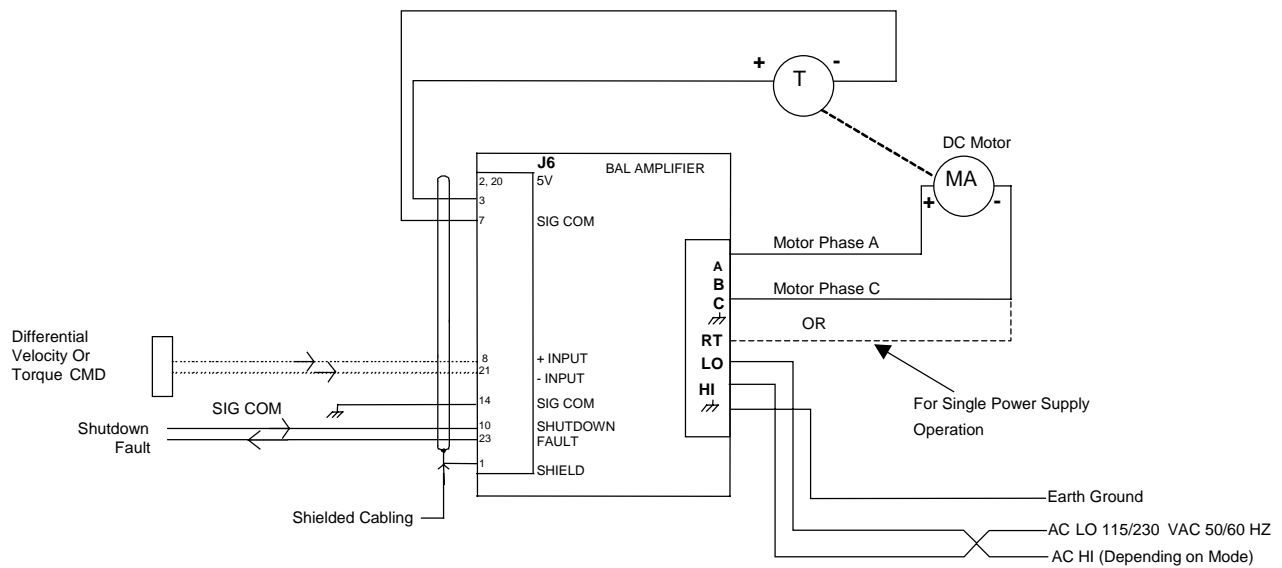 + -
T
DC Motor
MA
+ -
J6
BAL AMPLIFIER
2, 20 5V
3
7 SIG COM
Motor Phase A
A
B
Motor Phase C
C
OR
RT
LO
HI
Differential
Velocity Or
Torque CMD
8 + INPUT
21 - INPUT
14 SIG COM
SIG COM
Shutdown
10 SHUTDOWN
Fault
23 FAULT
1 SHIELD
Shielded Cabling
For Single Power Supply
Operation
Earth Ground
AC LO 115/230 VAC 50/60 HZ
AC HI (Depending on Mode)